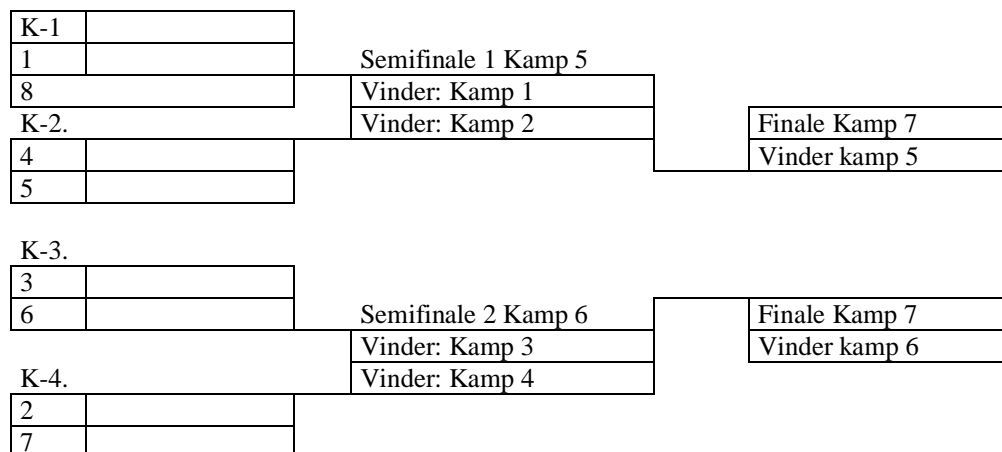 K-1
1 Semifinale 1 Kamp 5
8 Vinder: Kamp 1
K-2. Vinder: Kamp 2 Finale Kamp 7
4 Vinder kamp 5
5
K-3.
3
6 Semifinale 2 Kamp 6 Finale Kamp 7
Vinder: Kamp 3 Vinder kamp 6
K-4. Vinder: Kamp 4
2
7